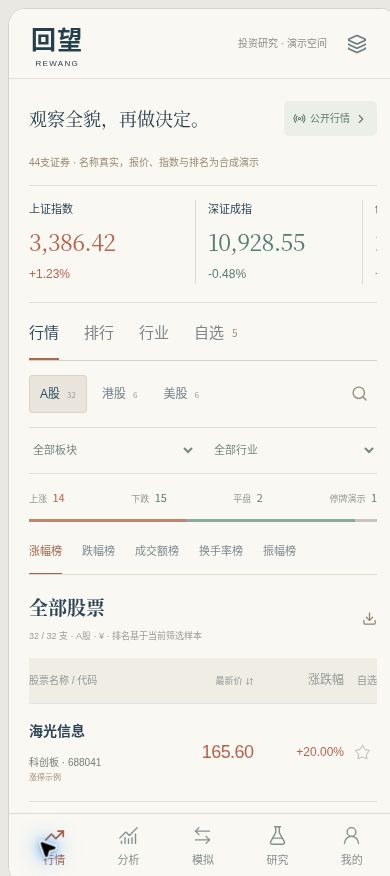 回望
REWANG
投资研究 · 演示空间
观察全貌，再做决定。
公开行情
44支证券 · 名称真实，报价、指数与排名为合成演示
上证指数
深证成指
3,386.42
10,928.55
+1.23%
-0.48%
行情 排行 行业 自选 5
A股 32 港股 6 美股 6
全部板块 全部行业
上涨 14 下跌 15 平盘 2 停牌演示 1
涨幅榜 跌幅榜 成交额榜 换手率榜 振幅榜
全部股票
32 / 32 支 · A股 · ¥ · 排名基于当前筛选样本
股票名称 / 代码 最新价 涨跌幅 自选
海光信息
165.60 +20.00%
科创板 · 688041
涨停示例
行情 分析 模拟 研究 我的